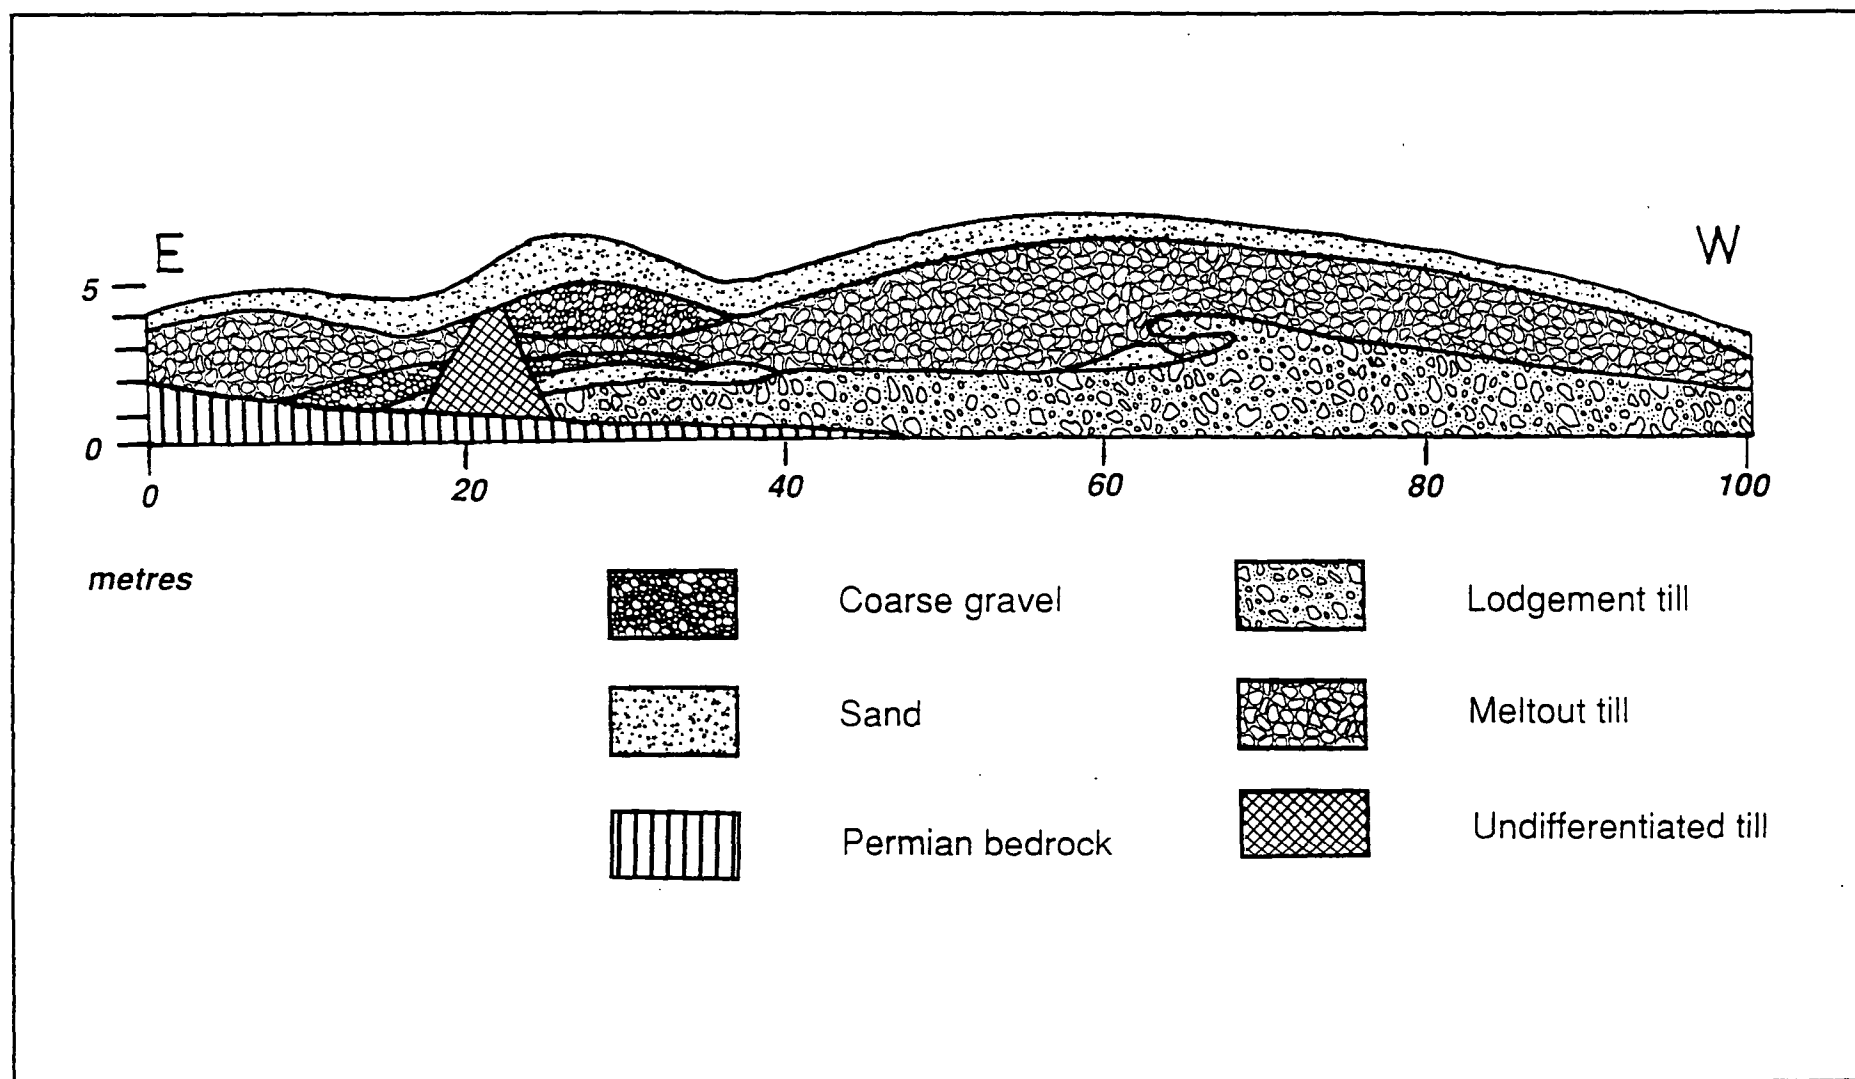 E
W
5
0
0 20 40 60 80 100
metres
Coarse gravel
Lodgement till
Sand
Meltout till
Permian bedrock
Undifferentiated till